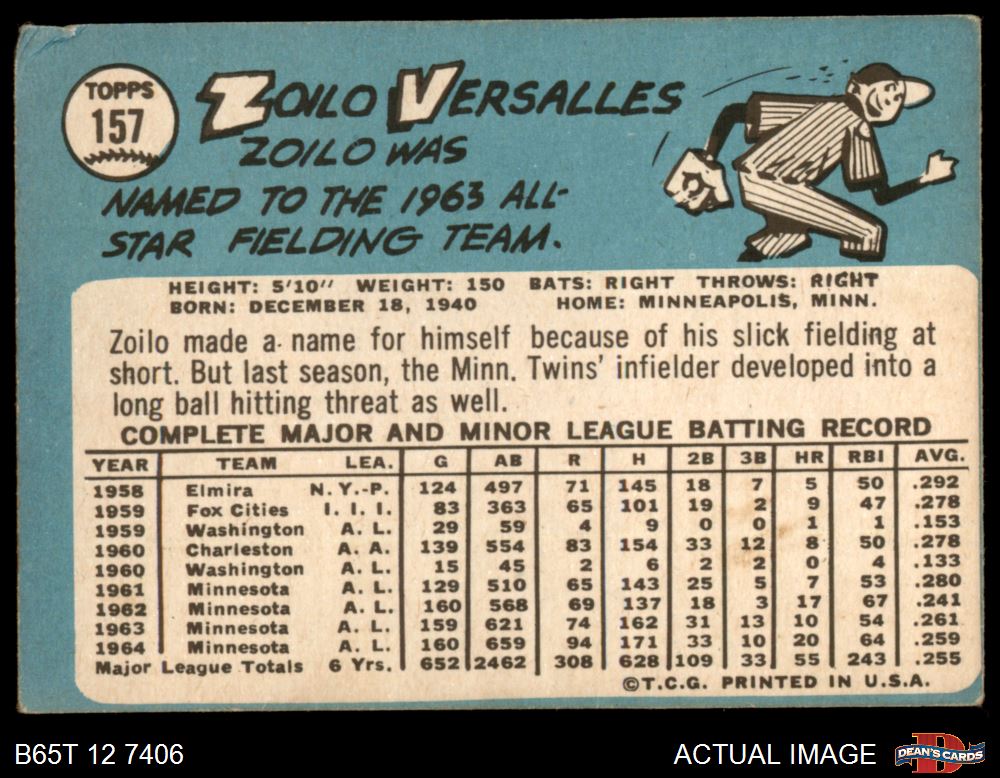 TOPPS
157
ZOILO VERSALLES
ZOILO WAS
NAMED TO THE 1963 ALL-
STAR FIELDING TEAM.
HEIGHT: 5'10" WEIGHT: 150 BATS: RIGHT THROWS: RIGHT
BORN: DECEMBER 18, 1940 HOME: MINNEAPOLIS, MINN.
Zoilo made a name for himself because of his slick fielding at
short. But last season, the Minn. Twins' infielder developed into a
long ball hitting threat as well.
COMPLETE MAJOR AND MINOR LEAGUE BATTING RECORD
YEAR TEAM LEA. G AB R H 2B 3B HR RBI AVG.
1958 Elmira N. Y.-P. 124 497 71 145 18 7 5 50 .292
1959 Fox Cities I. I. I. 83 363 65 101 19 2 9 47 .278
1959 Washington A. L. 29 59 4 9 0 0 1 1 .153
1960 Charleston A. A. 139 554 83 154 33 12 8 50 .278
1960 Washington A. L. 15 45 2 6 2 2 0 4 .133
1961 Minnesota A. L. 129 510 65 143 25 5 7 53 .280
1962 Minnesota A. L. 160 568 69 137 18 3 17 67 .241
1963 Minnesota A. L. 159 621 74 162 31 13 10 54 .261
1964 Minnesota A. L. 160 659 94 171 33 10 20 64 .259
Major League Totals 6 Yrs. 652 2462 308 628 109 33 55 243 .255
©T.C.G. PRINTED IN U.S.A.
B65T 12 7406 ACTUAL IMAGE
D
DEAN'S CARDS